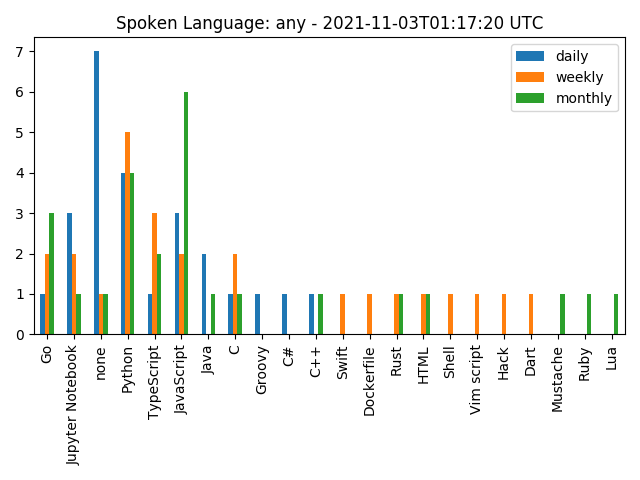 Spoken Language: any - 2021-11-03T01:17:20 UTC
daily
weekly
monthly
7
6
5
4
3
2
1
0
Go
Jupyter Notebook
none
Python
TypeScript
JavaScript
Java
C
Groovy
C#
C++
Swift
Dockerfile
Rust
HTML
Shell
Vim script
Hack
Dart
Mustache
Ruby
Lua